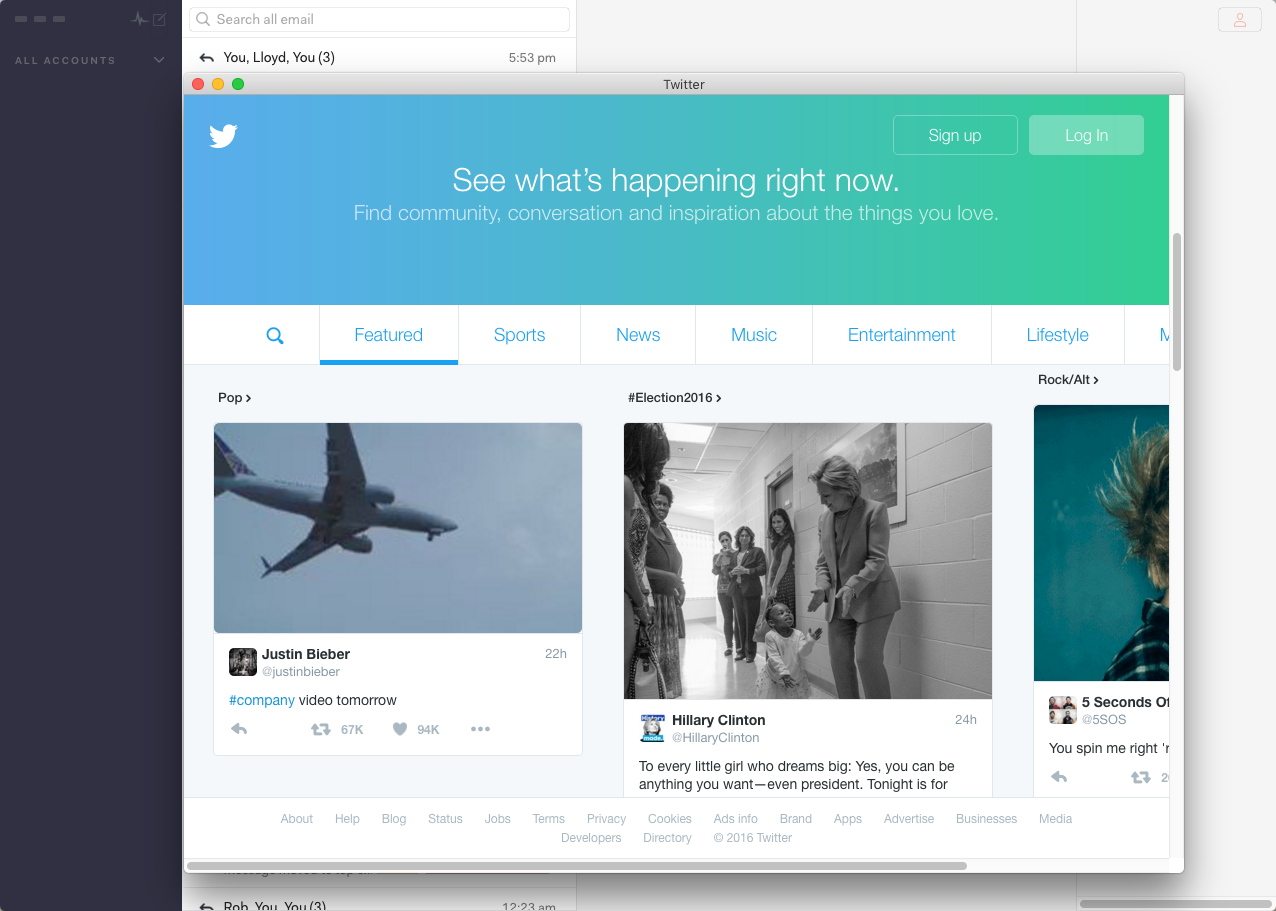 Search all email
ALL ACCOUNTS
You, Lloyd, You (3) 5:53 pm
Twitter
Sign up Log In
See what’s happening right now.
Find community, conversation and inspiration about the things you love.
Featured Sports News Music Entertainment Lifestyle
Pop
#Election2016
Rock/Alt
Justin Bieber 22h
@justinbieber
#company video tomorrow
67K 94K
Hillary Clinton 24h
@HillaryClinton
To every little girl who dreams big: Yes, you can be
anything you want—even president. Tonight is for
5 Seconds
@5SOS
You spin me right
About Help Blog Status Jobs Terms Privacy Cookies Ads info Brand Apps Advertise Businesses Media
Developers Directory © 2016 Twitter
Rob, You, You (3) 12:23 am